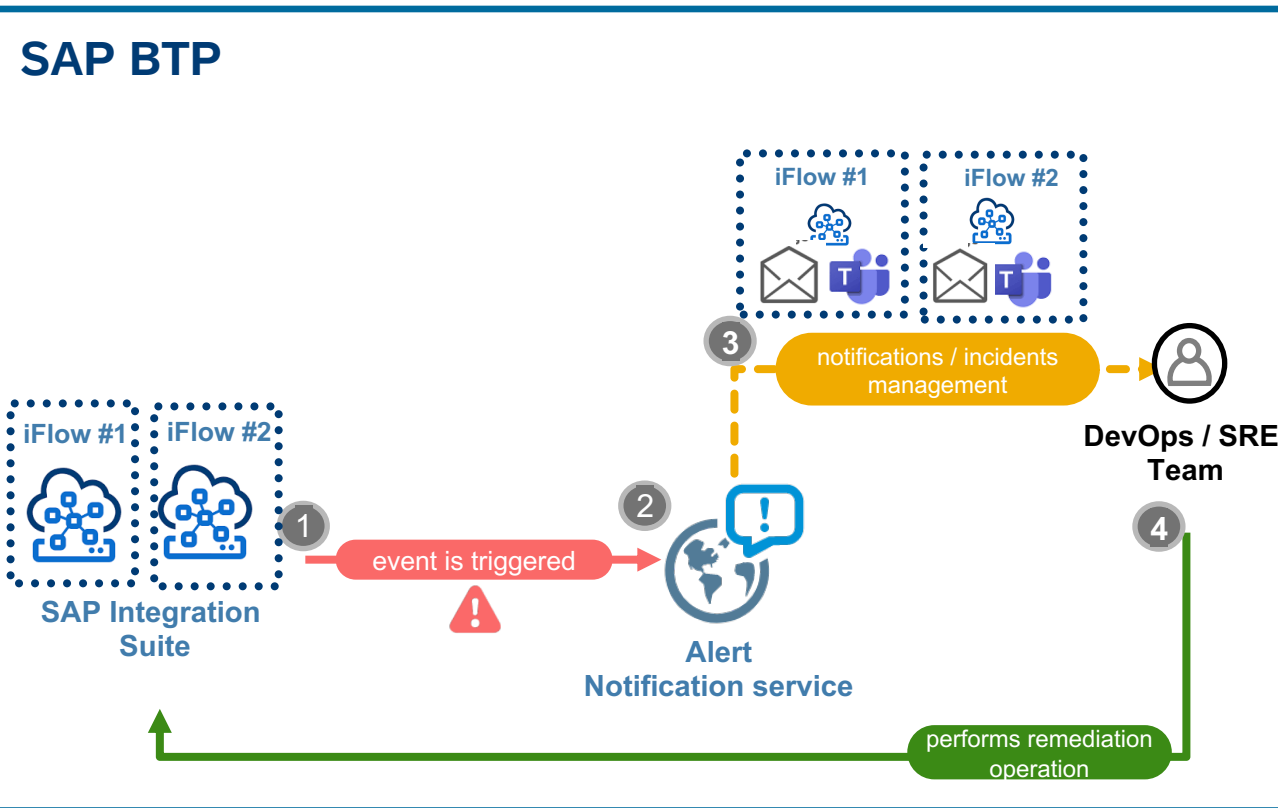 SAP BTP
iFlow #1
iFlow #2
T
T
3
notifications / incidents
management
DevOps / SRE
Team
iFlow #1
iFlow #2
1
event is triggered
2
4
SAP Integration
Suite
Alert
Notification service
performs remediation
operation